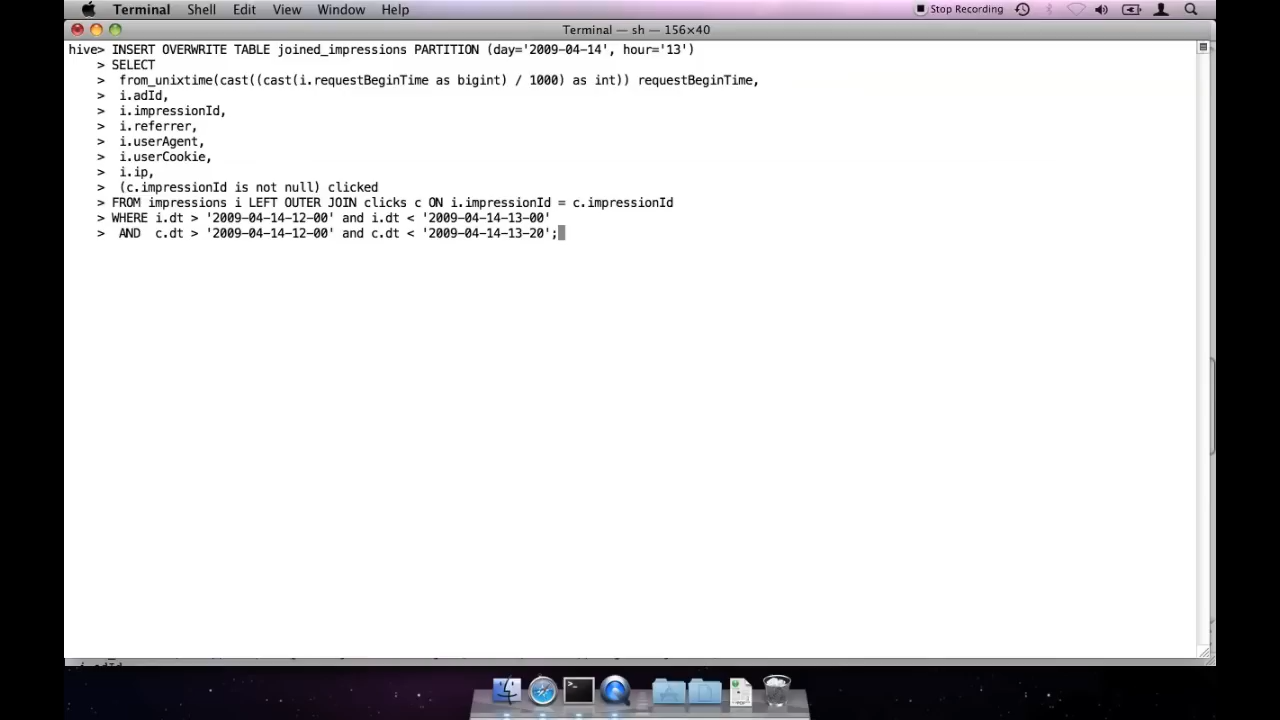 Terminal Shell Edit View Window Help Stop Recording
Terminal — sh — 156×40
hive> INSERT OVERWRITE TABLE joined_impressions PARTITION (day='2009-04-14', hour='13')
> SELECT
> from_unixtime(cast((cast(i.requestBeginTime as bigint) / 1000) as int)) requestBeginTime,
> i.adId,
> i.impressionId,
> i.referrer,
> i.userAgent,
> i.userCookie,
> i.ip,
> (c.impressionId is not null) clicked
> FROM impressions i LEFT OUTER JOIN clicks c ON i.impressionId = c.impressionId
> WHERE i.dt > '2009-04-14-12-00' and i.dt < '2009-04-14-13-00'
> AND c.dt > '2009-04-14-12-00' and c.dt < '2009-04-14-13-20';